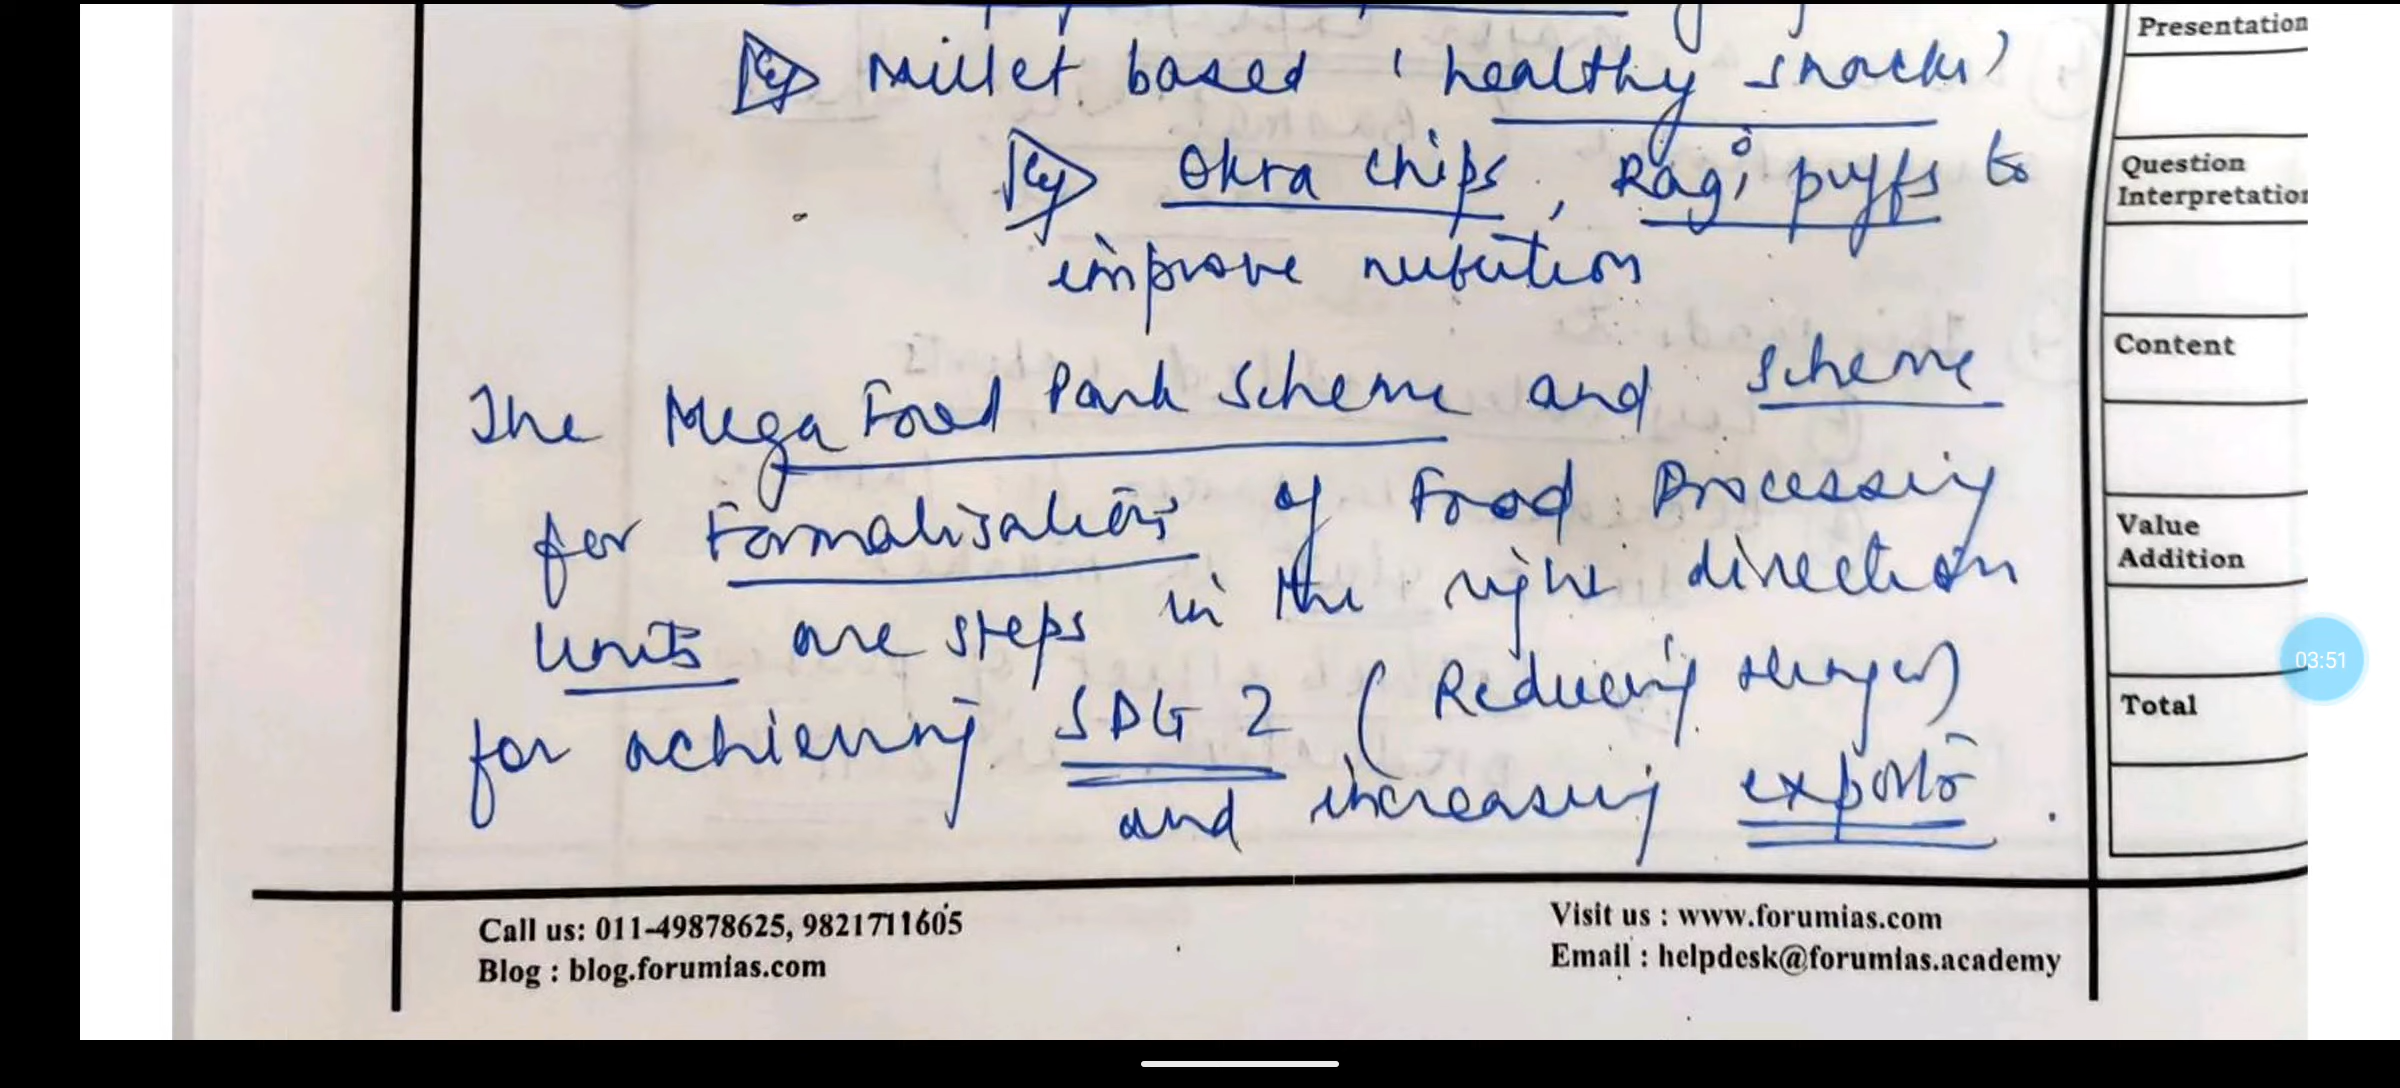 Eg Millet based 'healthy snacks'
Eg Okra chips, Ragi puffs to
improve nutrition
The Mega Food Park Scheme and Scheme
for Formalisation of Food Processing
Units are steps in the right direction
for achieving SDG 2 (Reducing hunger)
and increasing exports.
Call us: 011-49878625, 9821711605
Blog : blog.forumias.com
Visit us : www.forumias.com
Email : helpdesk@forumias.academy
Presentation
Question
Interpretation
Content
Value
Addition
Total
03:51